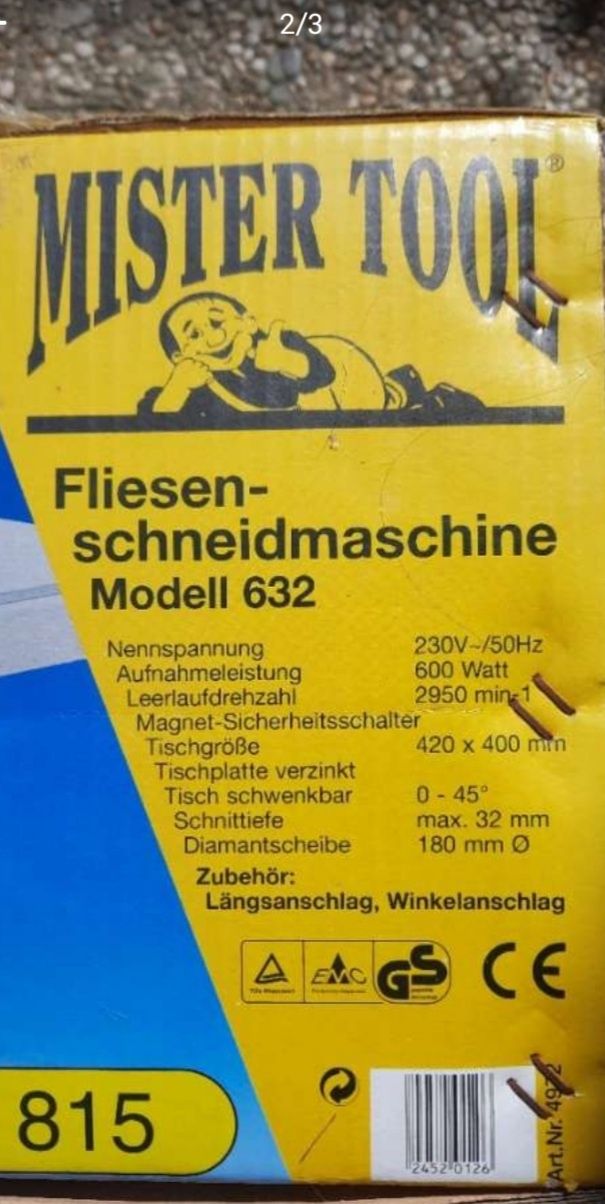 2/3
MISTER TOOL®
Fliesen-
schneidmaschine
Modell 632
Nennspannung 230V~/50Hz
Aufnahmeleistung 600 Watt
Leerlaufdrehzahl 2950 min-1
Magnet-Sicherheitsschalter
Tischgröße 420 x 400 mm
Tischplatte verzinkt
Tisch schwenkbar 0 - 45°
Schnittiefe max. 32 mm
Diamantscheibe 180 mm Ø
Zubehör:
Längsanschlag, Winkelanschlag
EMC GS CE
815
2452 0126
Art.Nr.